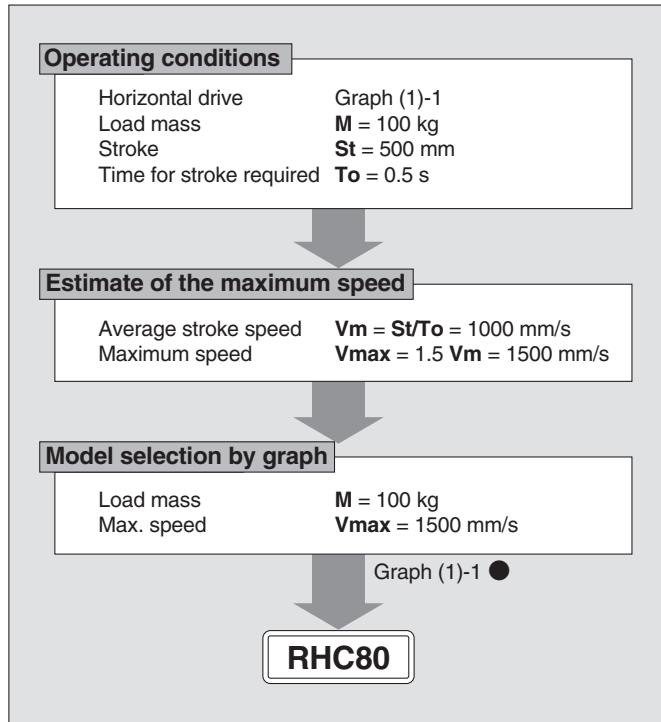 Operating conditions
Horizontal drive Graph (1)-1
Load mass M = 100 kg
Stroke St = 500 mm
Time for stroke required To = 0.5 s
Estimate of the maximum speed
Average stroke speed Vm = St/To = 1000 mm/s
Maximum speed Vmax = 1.5 Vm = 1500 mm/s
Model selection by graph
Load mass M = 100 kg
Max. speed Vmax = 1500 mm/s
Graph (1)-1 ●
RHC80